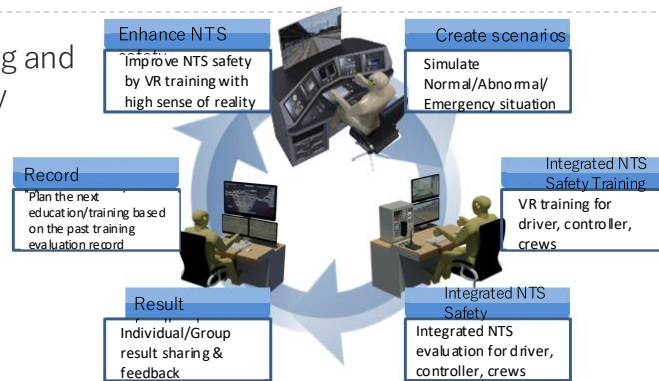 g and
Enhance NTS
safety
Improve NTS safety
by VR training with
high sense of reality
Create scenarios
Simulate
Normal/Abnormal/
Emergency situation
Record
Plan the next
education/training based
on the past training
evaluation record
Integrated NTS
Safety Training
VR training for
driver, controller,
crews
Result
Individual/Group
result sharing &
feedback
Integrated NTS
Safety
Integrated NTS
evaluation for driver,
controller, crews